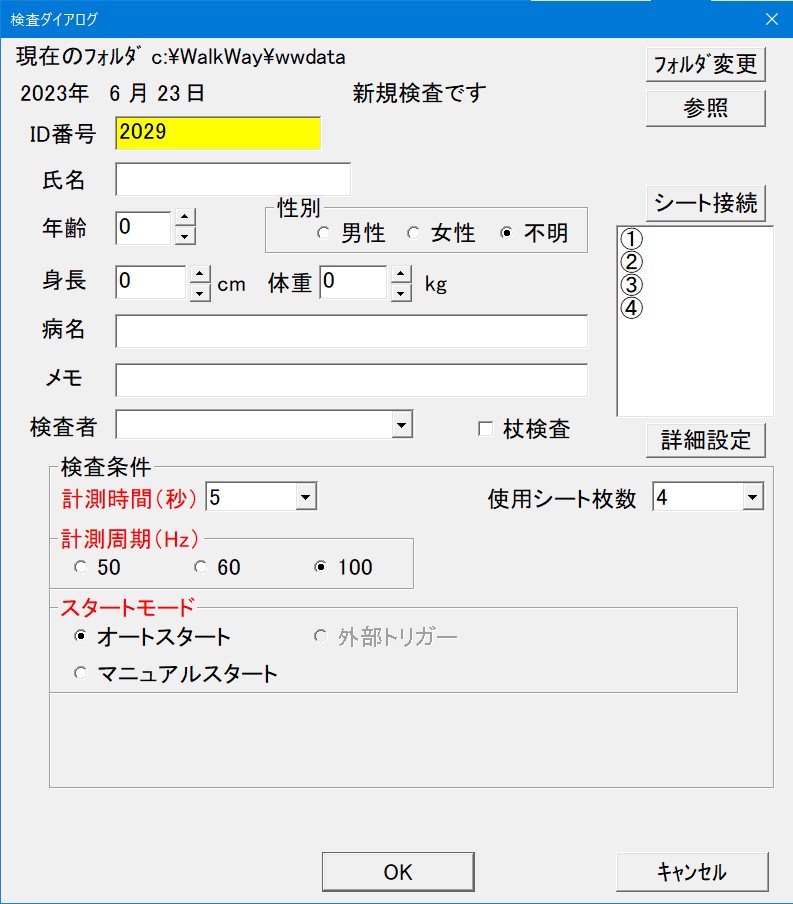 検査ダイアログ
現在のﾌｫﾙﾀﾞ c:¥WalkWay¥wwdata
ﾌｫﾙﾀﾞ変更
2023年 6 月 23 日 新規検査です
参照
ID番号 2029
氏名
シート接続
年齢 0 性別 男性 女性 不明
①
②
③
④
身長 0 cm 体重 0 kg
病名
メモ
検査者 杖検査
詳細設定
検査条件
計測時間(秒) 5 使用シート枚数 4
計測周期(Hz)
50 60 100
スタートモード
オートスタート 外部トリガー
マニュアルスタート
OK ｷｬﾝｾﾙ